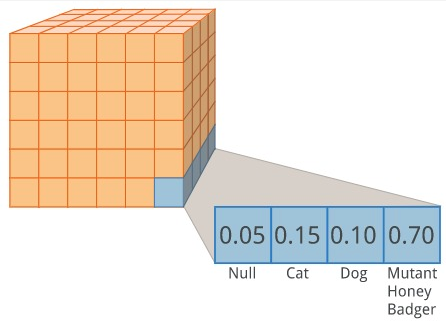 0.05 0.15 0.10 0.70
Null Cat Dog Mutant
Honey
Badger